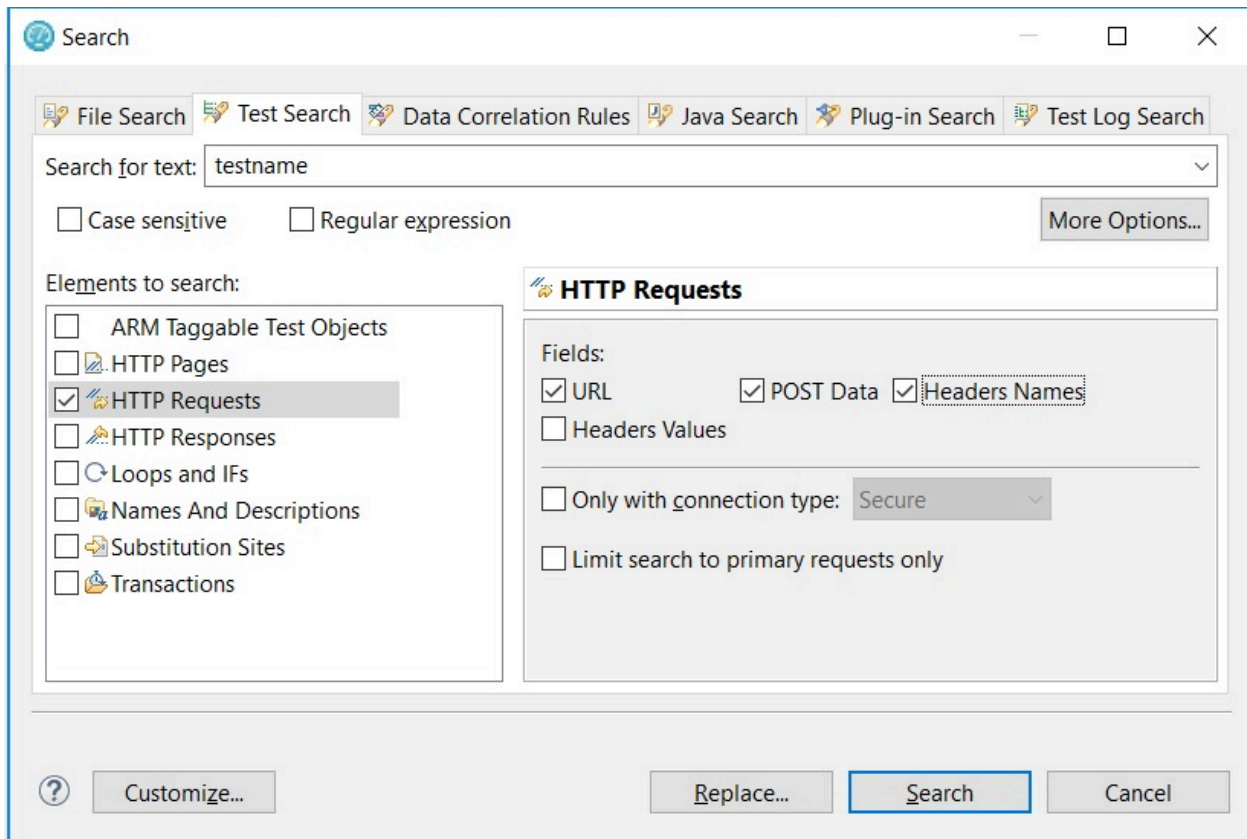 Search
File Search Test Search Data Correlation Rules Java Search Plug-in Search Test Log Search
Search for text: testname
Case sensitive Regular expression More Options...
Elements to search:
HTTP Requests
ARM Taggable Test Objects
HTTP Pages
HTTP Requests
HTTP Responses
Loops and IFs
Names And Descriptions
Substitution Sites
Transactions
Fields:
URL POST Data Headers Names
Headers Values
Only with connection type: Secure
Limit search to primary requests only
? Customize... Replace... Search Cancel